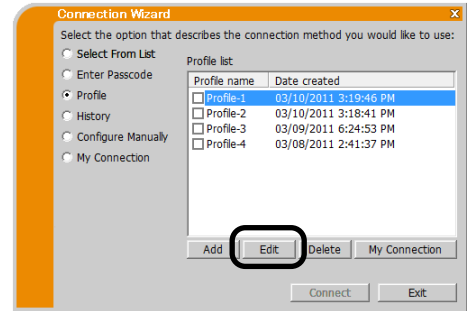 Connection Wizard x
Select the option that describes the connection method you would like to use:
Select From List
Enter Passcode
Profile
History
Configure Manually
My Connection
Profile list
Profile name Date created
Profile-1 03/10/2011 3:19:46 PM
Profile-2 03/10/2011 3:18:41 PM
Profile-3 03/09/2011 6:24:53 PM
Profile-4 03/08/2011 2:41:37 PM
Add Edit Delete My Connection
Connect Exit